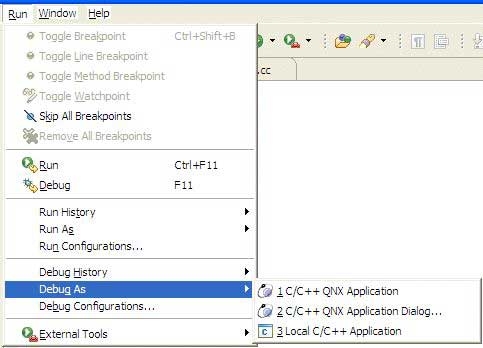 Run Window Help
Toggle Breakpoint Ctrl+Shift+B
Toggle Line Breakpoint
Toggle Method Breakpoint
Toggle Watchpoint
Skip All Breakpoints
Remove All Breakpoints
Run Ctrl+F11
Debug F11
Run History
Run As
Run Configurations...
Debug History
Debug As
Debug Configurations...
External Tools
.cc
1 C/C++ QNX Application
2 C/C++ QNX Application Dialog...
3 Local C/C++ Application